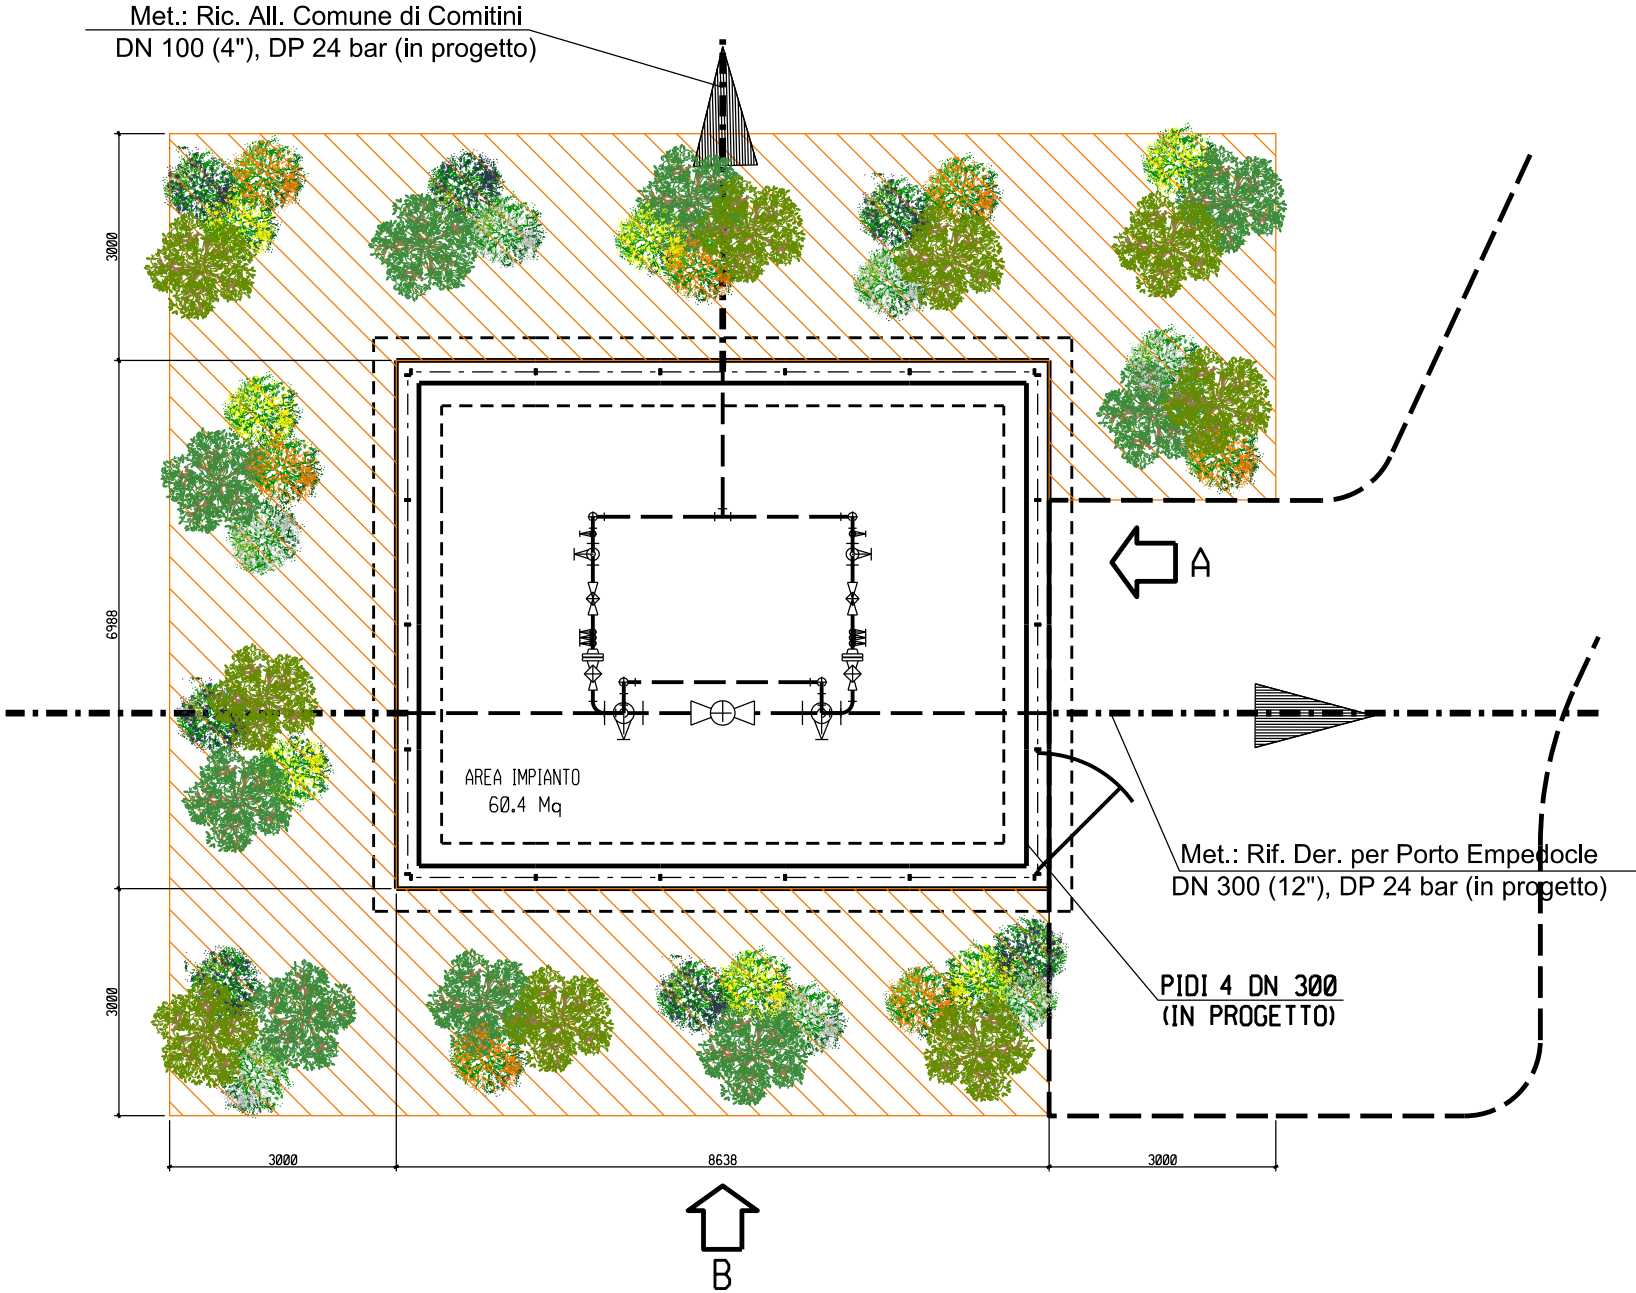 Met.: Ric. All. Comune di Comitini
DN 100 (4"), DP 24 bar (in progetto)
3000
6988
A
AREA IMPIANTO
60.4 Mq
Met.: Rif. Der. per Porto Empedocle
DN 300 (12"), DP 24 bar (in progetto)
PIDI 4 DN 300
(IN PROGETTO)
3000
3000
8638
3000
B